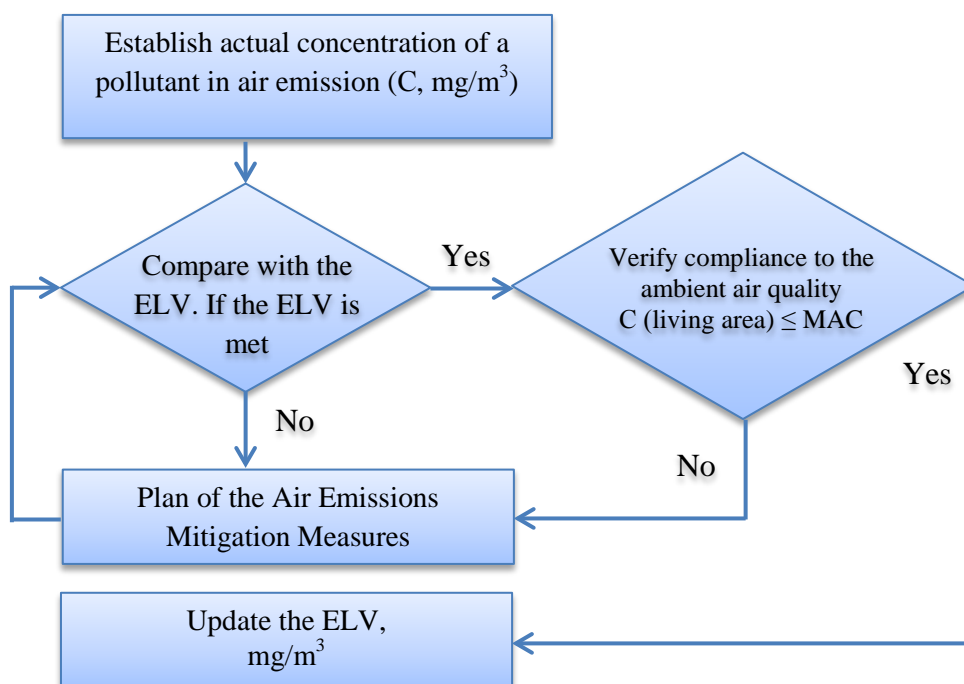 Establish actual concentration of a
pollutant in air emission (C, mg/m³)
Compare with the
ELV. If the ELV is
met
Yes
Verify compliance to the
ambient air quality
C (living area) ≤ MAC
Yes
No
No
Plan of the Air Emissions
Mitigation Measures
Update the ELV,
mg/m³